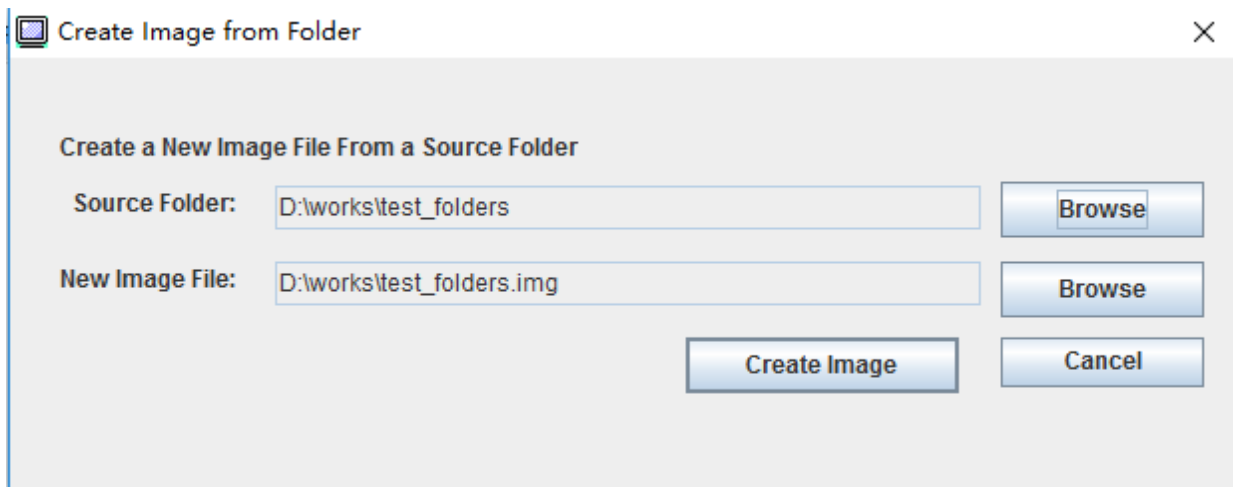 Create Image from Folder
Create a New Image File From a Source Folder
Source Folder: D:\works\test_folders Browse
New Image File: D:\works\test_folders.img Browse
Create Image Cancel